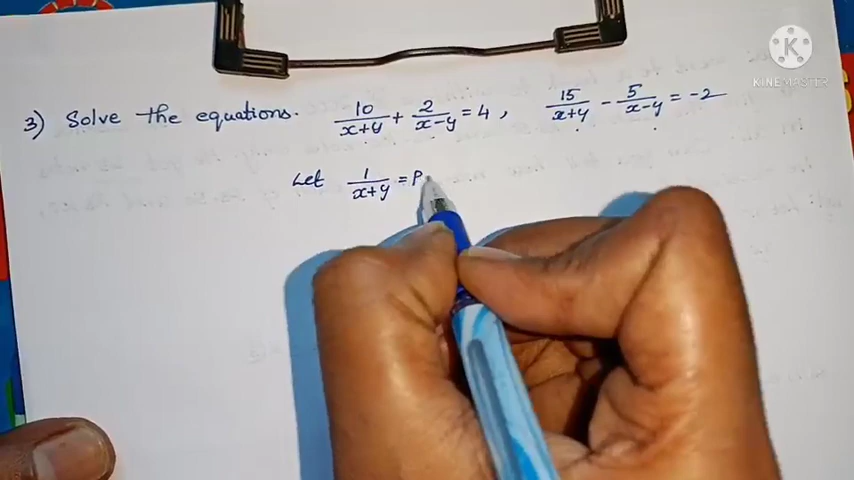 3) Solve the equations. 10/x+y + 2/x-y = 4, 15/x+y - 5/x-y = -2
Let 1/x+y = P
K
KINEMASTER